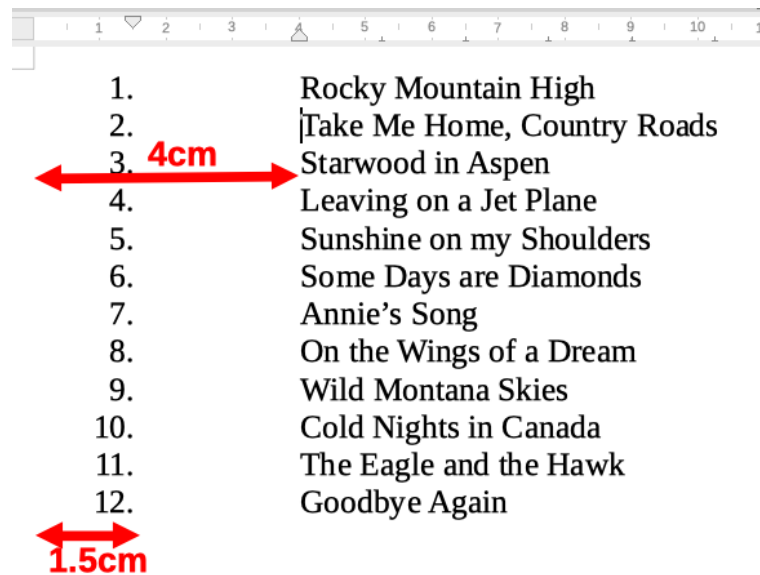 1 2 3 4 5 6 7 8 9 10
1. Rocky Mountain High
2. Take Me Home, Country Roads
4cm
3. Starwood in Aspen
4. Leaving on a Jet Plane
5. Sunshine on my Shoulders
6. Some Days are Diamonds
7. Annie’s Song
8. On the Wings of a Dream
9. Wild Montana Skies
10. Cold Nights in Canada
11. The Eagle and the Hawk
12. Goodbye Again
1.5cm